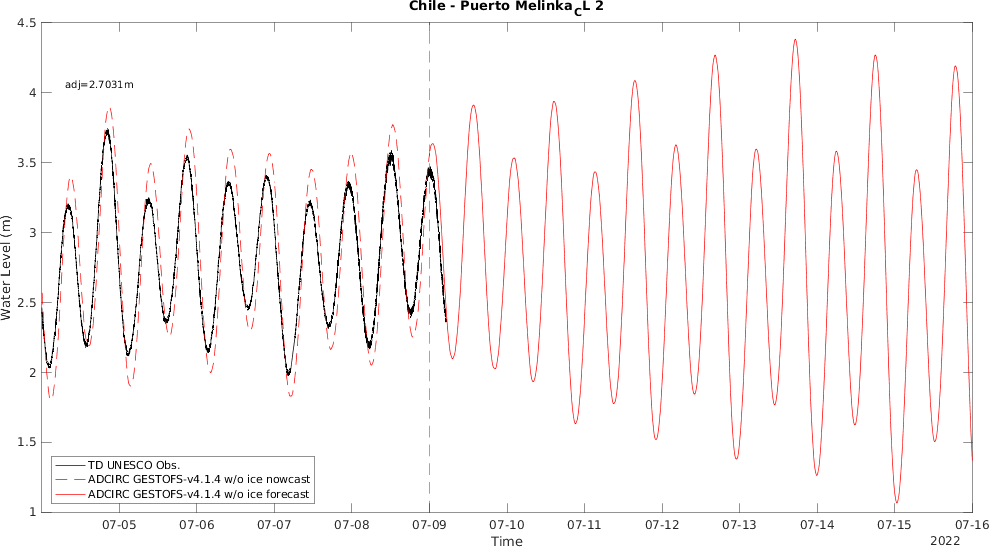 Chile - Puerto Melinka_CL 2
4.5
4
3.5
3
2.5
2
1.5
1
Water Level (m)
adj=2.7031m
TD UNESCO Obs.
ADCIRC GESTOFS-v4.1.4 w/o ice nowcast
ADCIRC GESTOFS-v4.1.4 w/o ice forecast
07-05 07-06 07-07 07-08 07-09 07-10 07-11 07-12 07-13 07-14 07-15 07-16
Time
2022